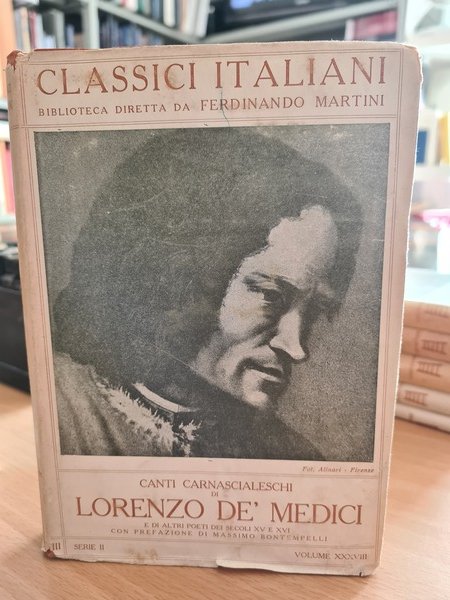 CLASSICI ITALIANI
BIBLIOTECA DIRETTA DA FERDINANDO MARTINI
Fot. Alinari - Firenze
CANTI CARNASCIALESCHI
DI
LORENZO DE' MEDICI
E DI ALTRI POETI DEI SECOLI XV E XVI
CON PREFAZIONE DI MASSIMO BONTEMPELLI
SERIE II VOLUME XXXVIII